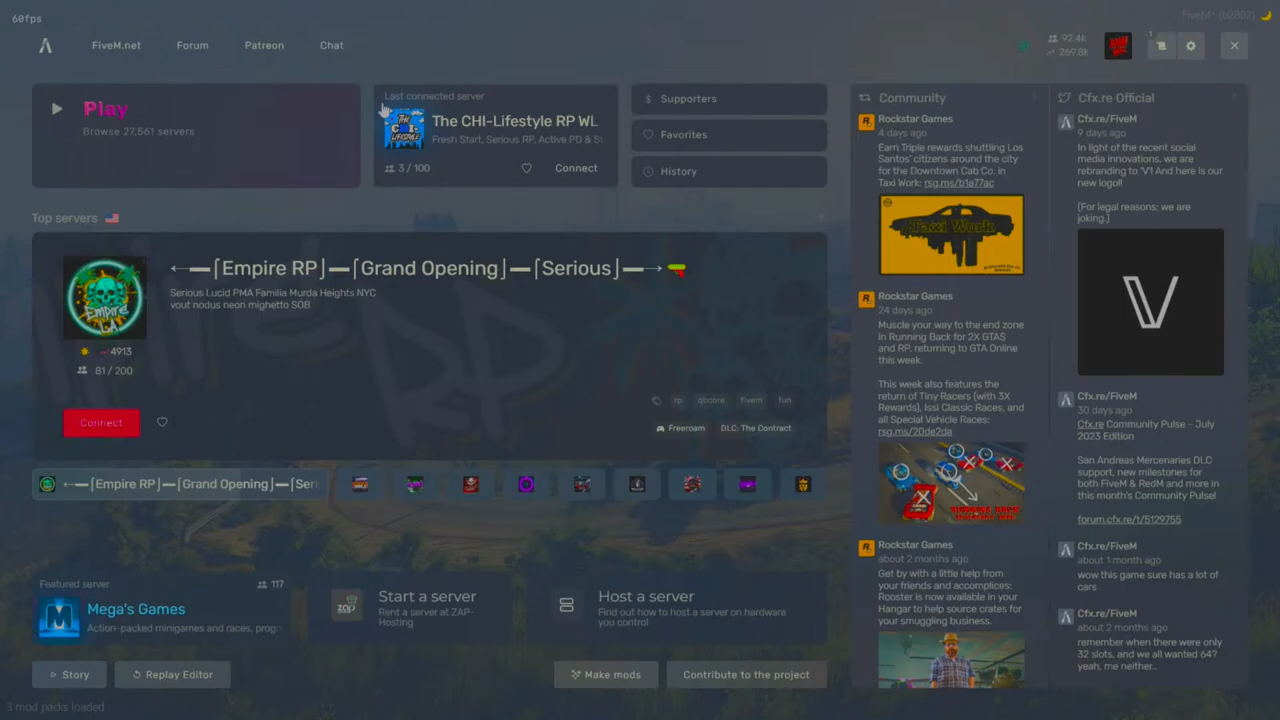 60fps
FiveM* (b2803)
FiveM.net
Forum
Patreon
Chat
92.4k
269.8k
1
Play
Browse 27,561 servers
Last connected server
The CHI-Lifestyle RP WL
Fresh Start, Serious RP, Active PD &
3 / 100
Connect
Supporters
Favorites
History
Top servers
[Empire RP]—[Grand Opening]—[Serious]
Serious Lucid PMA Familia Murda Heights NYC
vout nodus neon mighetto SOB
Empire
LA
4913
81 / 200
Connect
rp
qbcore
fivem
fun
Freeroam
DLC: The Contract
[Empire RP]—[Grand Opening]—[Seri
Featured server
117
Mega's Games
Action-packed minigames and races, progr
ZAP
Start a server
Rent a server at ZAP-
Hosting
Host a server
Find out how to host a server on hardware
you control
Story
Replay Editor
Make mods
Contribute to the project
3 mod packs loaded
Community
Rockstar Games
4 days ago
Earn Triple rewards shuttling Los
Santos' citizens around the city
for the Downtown Cab Co. in
Taxi Work: rsg.ms/b1a77ac
Taxi Work
Rockstar Games
24 days ago
Muscle your way to the end zone
in Running Back for 2X GTA$
and RP, returning to GTA Online
this week.
This week also features the
return of Tiny Racers (with 3X
Rewards), Issi Classic Races, and
all Special Vehicle Races:
rsg.ms/20de2da
Rockstar Games
about 2 months ago
Get by with a little help from
your friends and accomplices:
Rooster is now available in your
Hangar to help source crates for
your smuggling business.
Cfx.re Official
Cfx.re/FiveM
9 days ago
In light of the recent social
media innovations, we are
rebranding to 'V'! And here is our
new logo!!
(For legal reasons: we are
joking.)
Cfx.re/FiveM
30 days ago
Cfx.re Community Pulse - July
2023 Edition
San Andreas Mercenaries DLC
support, new milestones for
both FiveM & RedM and more in
this month's Community Pulse!
forum.cfx.re/t/5129755
Cfx.re/FiveM
about 1 month ago
wow this game sure has a lot of
cars
Cfx.re/FiveM
about 2 months ago
remember when there were only
32 slots, and we all wanted 64?
yeah, me neither..